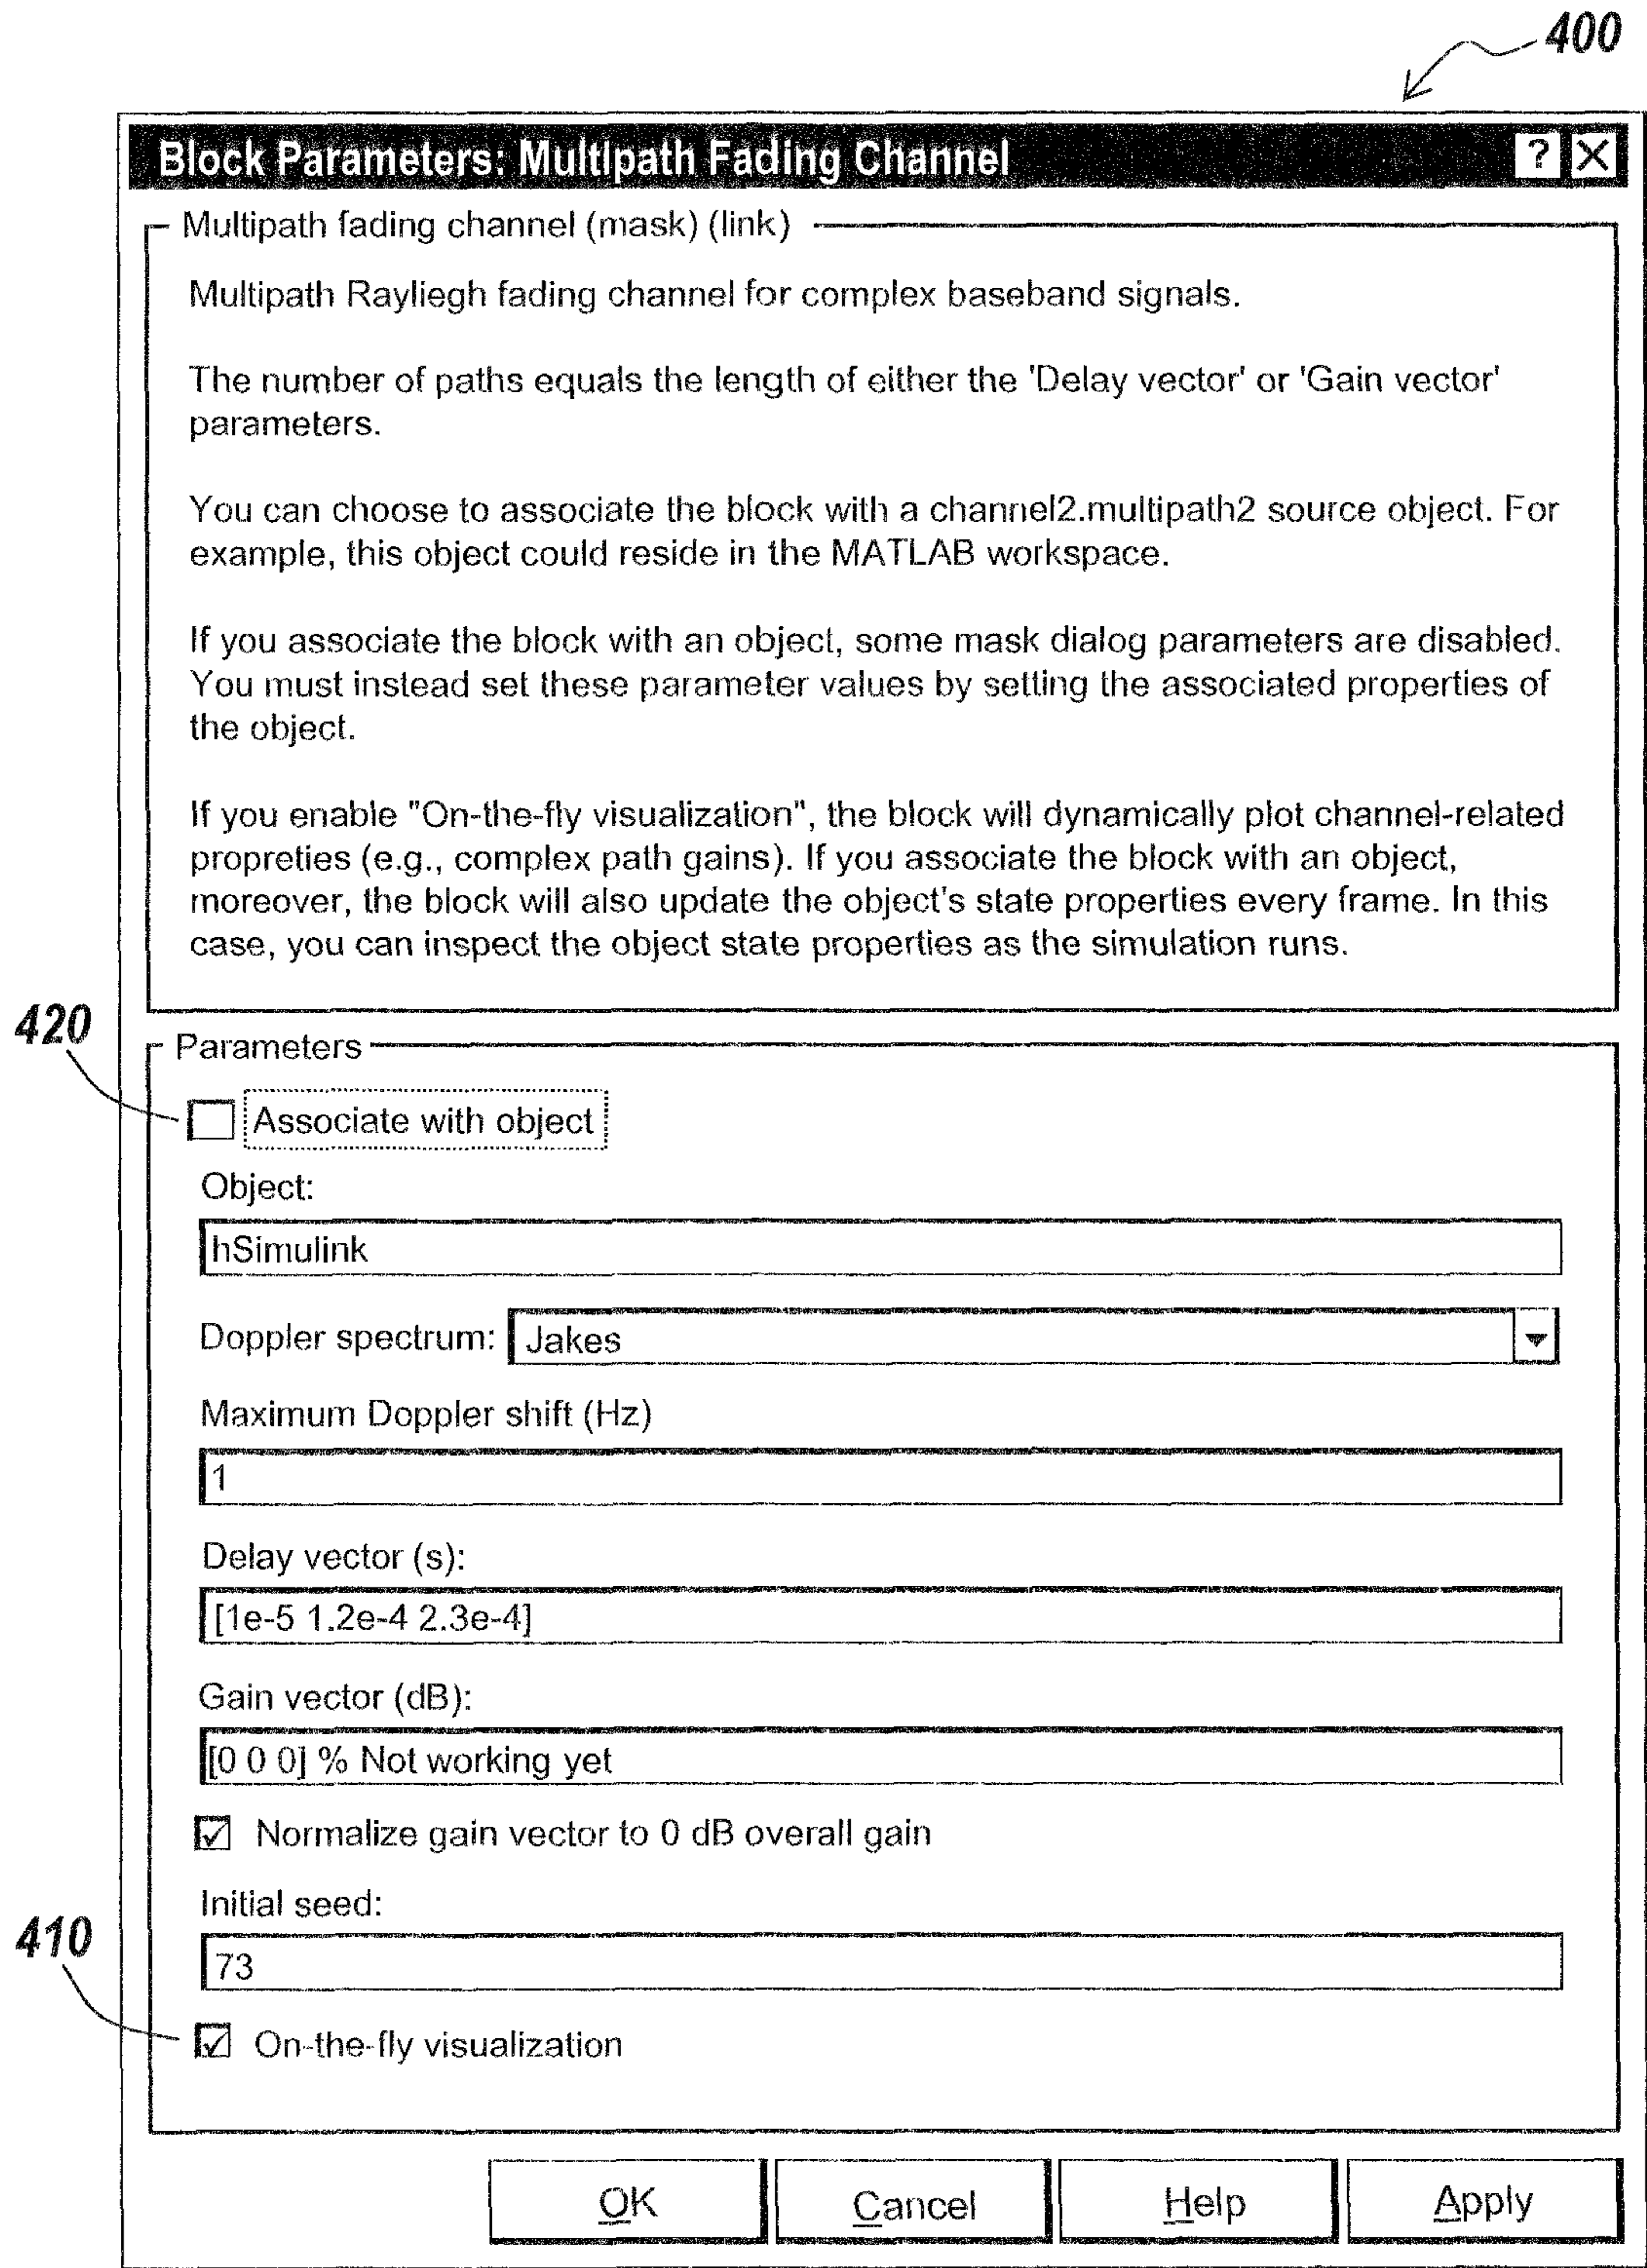 400
Block Parameters: Multipath Fading Channel ? X
Multipath fading channel (mask) (link)
Multipath Rayliegh fading channel for complex baseband signals.
The number of paths equals the length of either the 'Delay vector' or 'Gain vector'
parameters.
You can choose to associate the block with a channel2.multipath2 source object. For
example, this object could reside in the MATLAB workspace.
If you associate the block with an object, some mask dialog parameters are disabled.
You must instead set these parameter values by setting the associated properties of
the object.
If you enable "On-the-fly visualization", the block will dynamically plot channel-related
propreties (e.g., complex path gains). If you associate the block with an object,
moreover, the block will also update the object's state properties every frame. In this
case, you can inspect the object state properties as the simulation runs.
420
Parameters
Associate with object
Object:
hSimulink
Doppler spectrum: Jakes
Maximum Doppler shift (Hz)
1
Delay vector (s):
[1e-5 1.2e-4 2.3e-4]
Gain vector (dB):
[0 0 0] % Not working yet
Normalize gain vector to 0 dB overall gain
Initial seed:
410
73
On-the-fly visualization
OK Cancel Help Apply